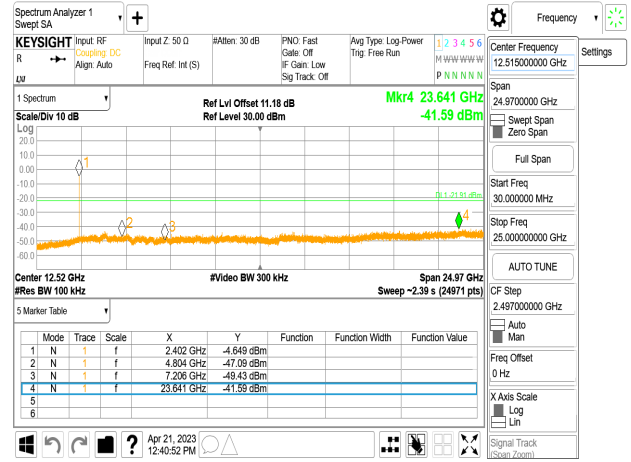 Spectrum Analyzer 1
Swept SA
Frequency
KEYSIGHT Input: RF Input Z: 50 Ω #Atten: 30 dB PNO: Fast Avg Type: Log-Power 1 2 3 4 5 6
Coupling: DC Gate: Off Trig: Free Run
R Align: Auto Freq Ref: Int (S) IF Gain: Low M W W W W W
Sig Track: Off P N N N N N
LXI
1 Spectrum
Ref Lvl Offset 11.18 dB Mkr4 23.641 GHz
Scale/Div 10 dB Ref Level 30.00 dBm -41.59 dBm
Log
20.0
10.0
0.00
-10.0
-20.0
-30.0
-40.0
-50.0
-60.0
1
2
3
4
DL1 -21.91 dBm
Center 12.52 GHz #Video BW 300 kHz Span 24.97 GHz
#Res BW 100 kHz Sweep ~2.39 s (24971 pts)
5 Marker Table
Mode Trace Scale X Y Function Function Width Function Value
1 N 1 f 2.402 GHz -4.649 dBm
2 N 1 f 4.804 GHz -47.09 dBm
3 N 1 f 7.206 GHz -49.43 dBm
4 N 1 f 23.641 GHz -41.59 dBm
5
6
Apr 21, 2023
12:40:52 PM
Center Frequency
12.515000000 GHz
Settings
Span
24.9700000 GHz
Swept Span
Zero Span
Full Span
Start Freq
30.000000 MHz
Stop Freq
25.000000000 GHz
AUTO TUNE
CF Step
2.497000000 GHz
Auto
Man
Freq Offset
0 Hz
X Axis Scale
Log
Lin
Signal Track
(Span Zoom)